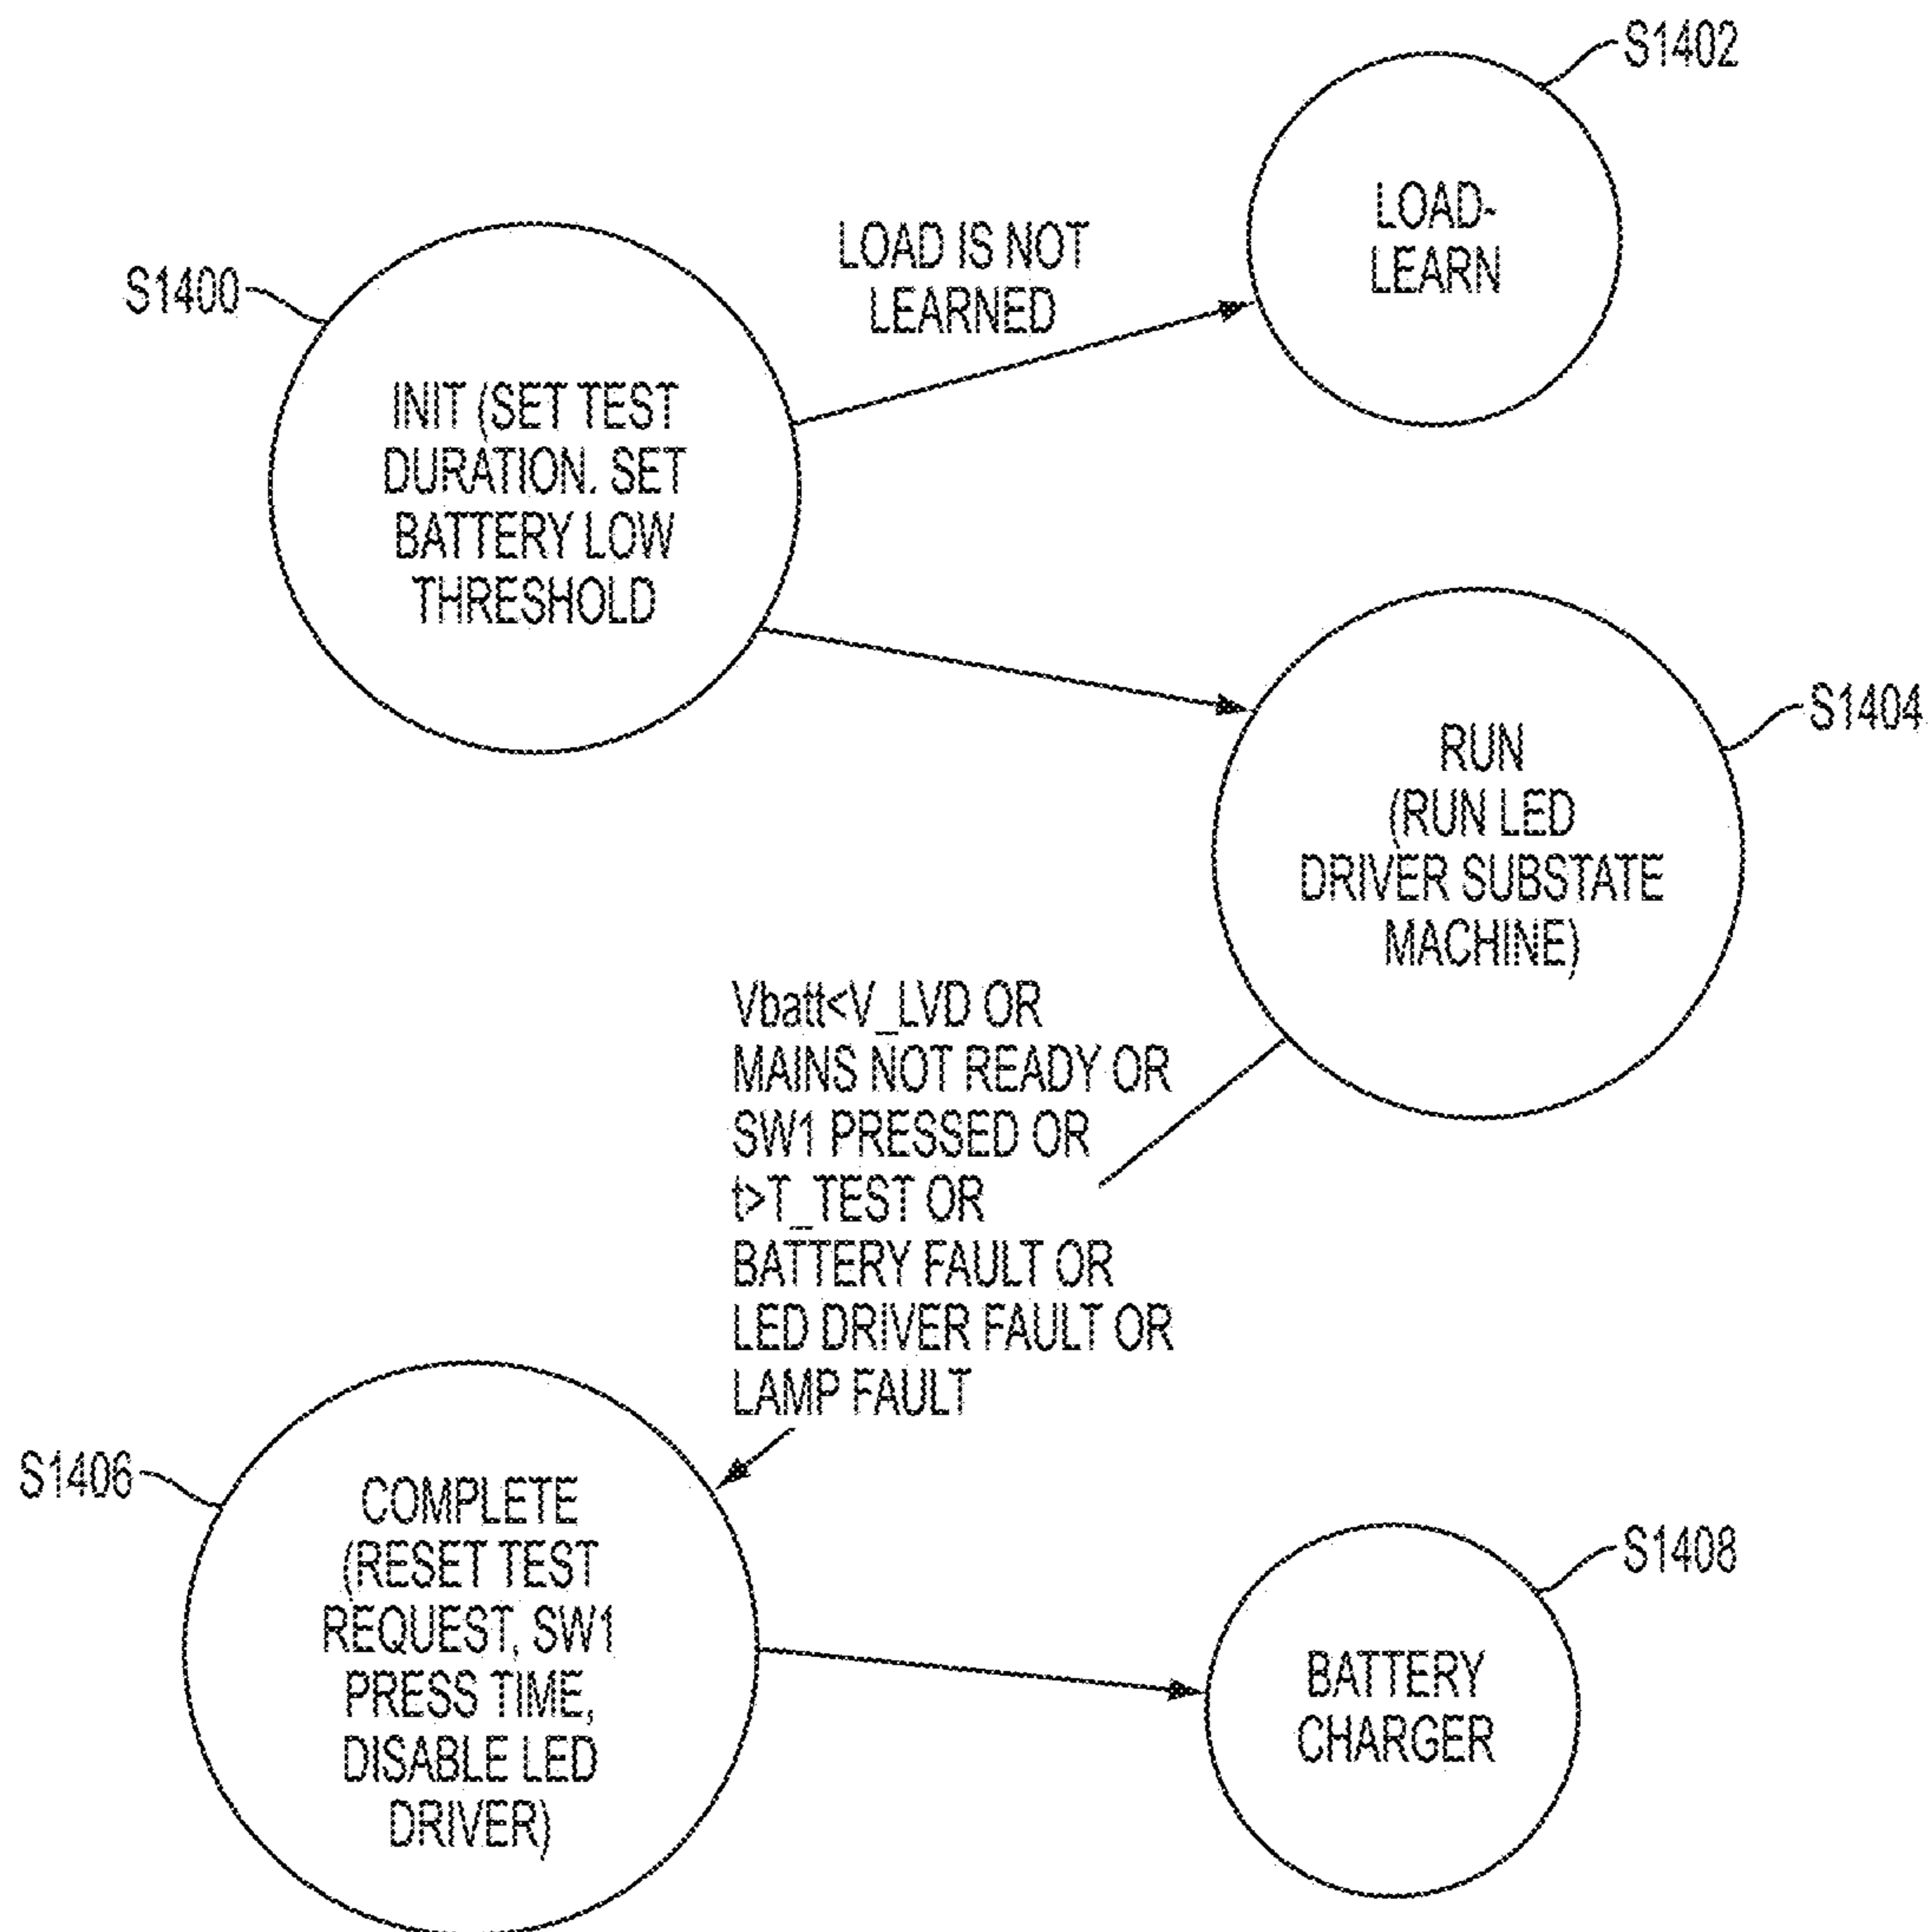 S1402
LOAD-
LEARN
LOAD IS NOT
LEARNED
S1400
INIT (SET TEST
DURATION. SET
BATTERY LOW
THRESHOLD
S1404
RUN
(RUN LED
DRIVER SUBSTATE
MACHINE)
Vbatt<V_LVD OR
MAINS NOT READY OR
SW1 PRESSED OR
t>T_TEST OR
BATTERY FAULT OR
LED DRIVER FAULT OR
LAMP FAULT
S1406
COMPLETE
(RESET TEST
REQUEST, SW1
PRESS TIME,
DISABLE LED
DRIVER)
S1408
BATTERY
CHARGER